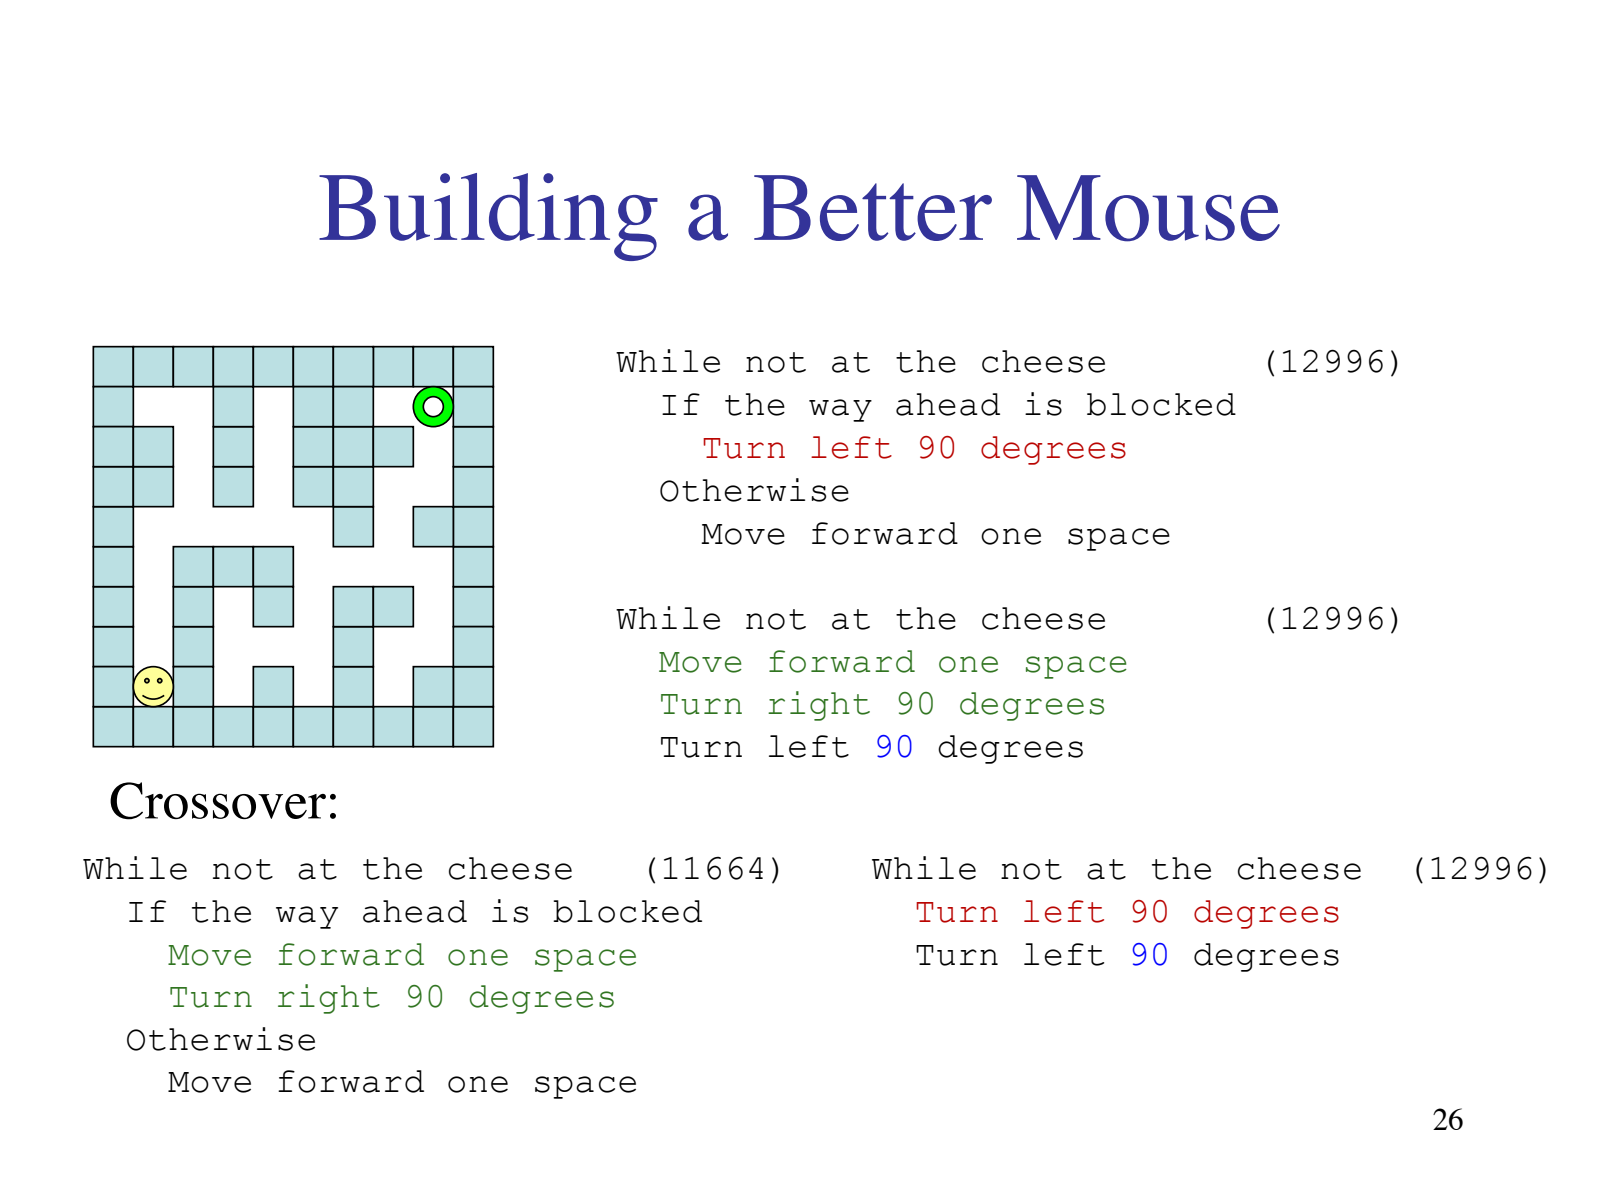 Building a Better Mouse
While not at the cheese (12996)
If the way ahead is blocked
Turn left 90 degrees
Otherwise
Move forward one space
While not at the cheese (12996)
Move forward one space
Turn right 90 degrees
Turn left 90 degrees
Crossover:
While not at the cheese (11664)
If the way ahead is blocked
Move forward one space
Turn right 90 degrees
Otherwise
Move forward one space
While not at the cheese (12996)
Turn left 90 degrees
Turn left 90 degrees
26